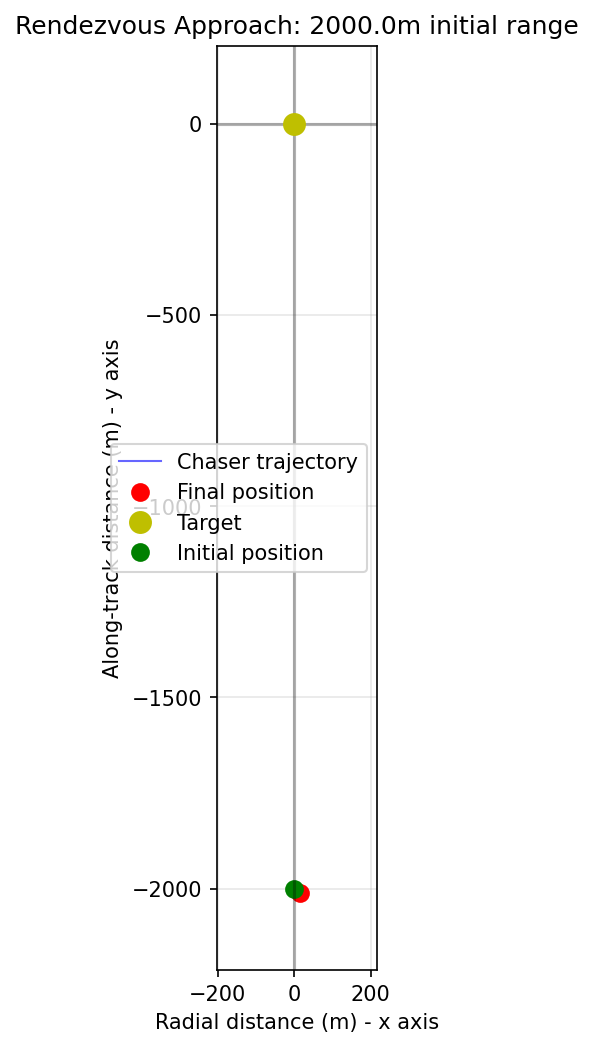 Rendezvous Approach: 2000.0m initial range
0
−500
−1000
−1500
−2000
Along-track distance (m) - y axis
Chaser trajectory
Final position
Target
Initial position
−200 0 200
Radial distance (m) - x axis